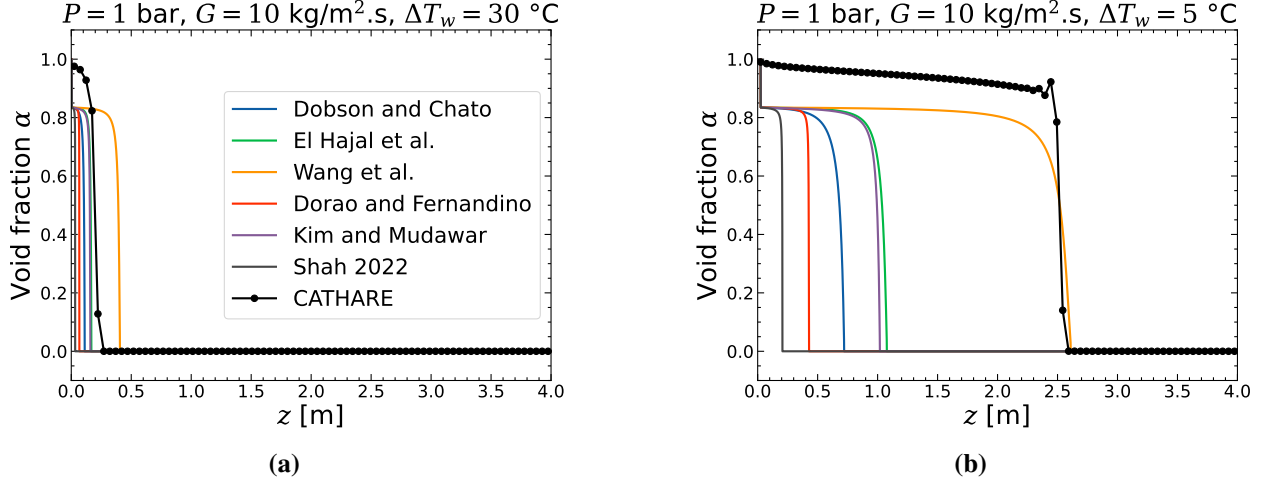 P = 1 bar, G = 10 kg/m².s, ΔT_w = 30 °C
1.0
0.8
0.6
0.4
0.2
0.0
Void fraction α
Dobson and Chato
El Hajal et al.
Wang et al.
Dorao and Fernandino
Kim and Mudawar
Shah 2022
CATHARE
0.0 0.5 1.0 1.5 2.0 2.5 3.0 3.5 4.0
z [m]
(a)
P = 1 bar, G = 10 kg/m².s, ΔT_w = 5 °C
1.0
0.8
0.6
0.4
0.2
0.0
Void fraction α
0.0 0.5 1.0 1.5 2.0 2.5 3.0 3.5 4.0
z [m]
(b)